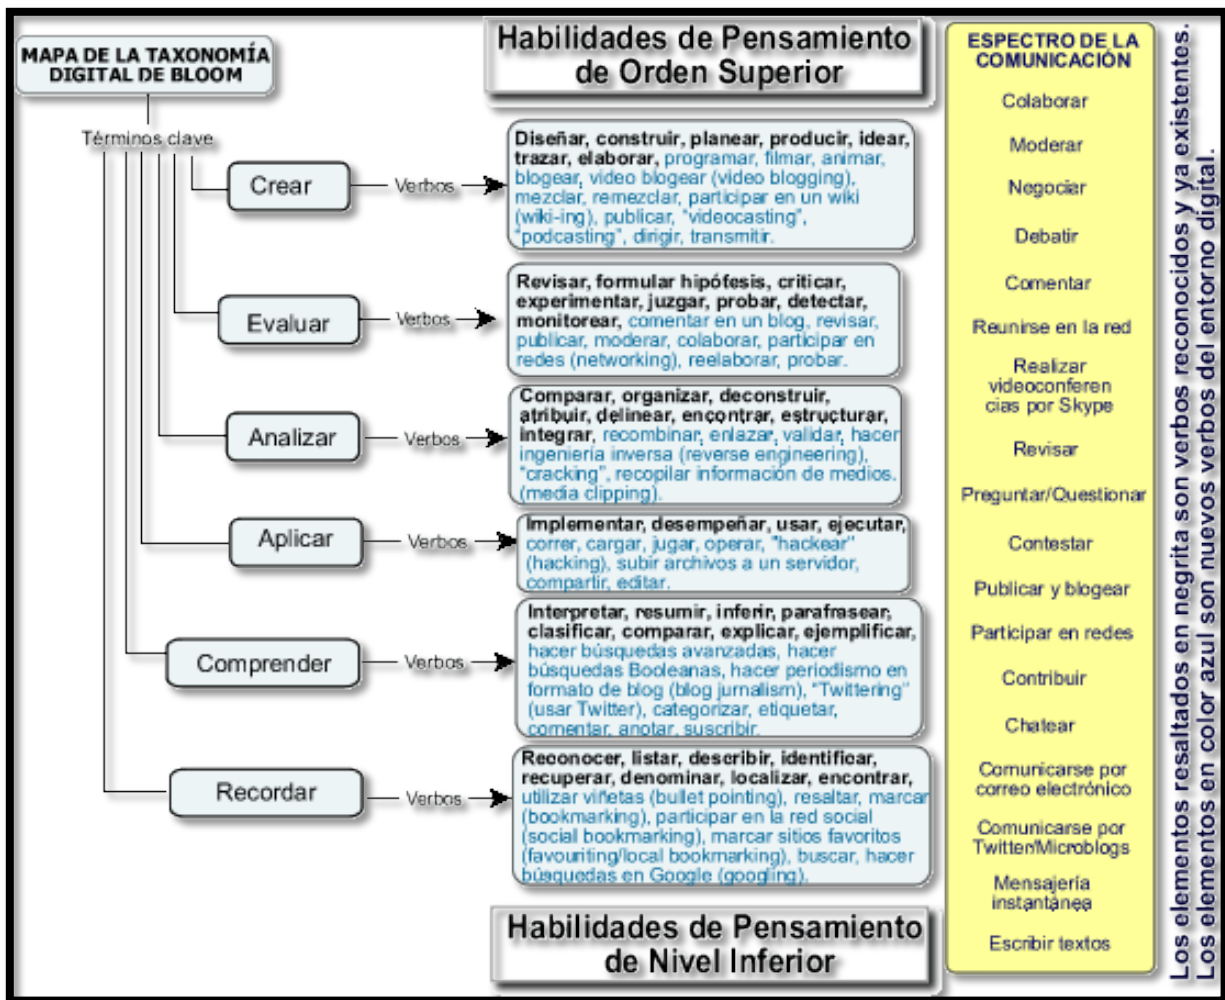 MAPA DE LA TAXONOMÍA
DIGITAL DE BLOOM
Términos clave
Habilidades de Pensamiento
de Orden Superior
Crear
Verbos
Diseñar, construir, planear, producir, idear,
trazar, elaborar, programar, filmar, animar,
blogear, video blogear (video blogging),
mezclar, remezclar, participar en un wiki
(wiki-ing), publicar, "videocasting",
"podcasting", dirigir, transmitir.
Evaluar
Verbos
Revisar, formular hipófesis, criticar,
experimentar, juzgar, probar, detectar,
monitorear, comentar en un blog, revisar,
publicar, moderar, colaborar, participar en
redes (networking), reelaborar, probar.
Analizar
Verbos
Comparar, organizar, deconstruir,
atribuir, delinear, encontrar, estructurar,
integrar, recombinar, enlazar, validar, hacer
ingeniería inversa (reverse engineering),
"cracking", recopilar información de medios.
(media clipping).
Aplicar
Verbos
Implementar, desempeñar, usar, ejecutar,
correr, cargar, jugar, operar, "hackear"
(hacking), subir archivos a un servidor,
compartir, editar.
Comprender
Verbos
Interpretar, resumir, inferir, parafrasear,
clasificar, comparar, explicar, ejemplificar,
hacer búsquedas avanzadas, hacer
búsquedas Booleanas, hacer periodismo en
formato de blog (blog jurnalism), "Twittering"
(usar Twitter), categorizar, etiquetar,
comentar, anotar, suscribir.
Recordar
Verbos
Reconocer, listar, describir, identificar,
recuperar, denominar, localizar, encontrar,
utilizar viñetas (bullet pointing), resaltar, marcar
(bookmarking), participar en la red social
(social bookmarking), marcar sitios favoritos
(favouriting/local bookmarking), buscar, hacer
búsquedas en Google (googling).
Habilidades de Pensamiento
de Nivel Inferior
ESPECTRO DE LA
COMUNICACIÓN
Colaborar
Moderar
Negociar
Debatir
Comentar
Reunirse en la red
Realizar
videoconferen
cias por Skype
Revisar
Preguntar/Questionar
Contestar
Publicar y blogear
Participar en redes
Contribuir
Chatear
Comunicarse por
correo electrónico
Comunicarse por
Twitter/Microblogs
Mensajería
instantánea
Escribir textos
Los elementos resaltados en negrita son verbos reconocidos y ya existentes.
Los elementos en color azul son nuevos verbos del entorno digital.